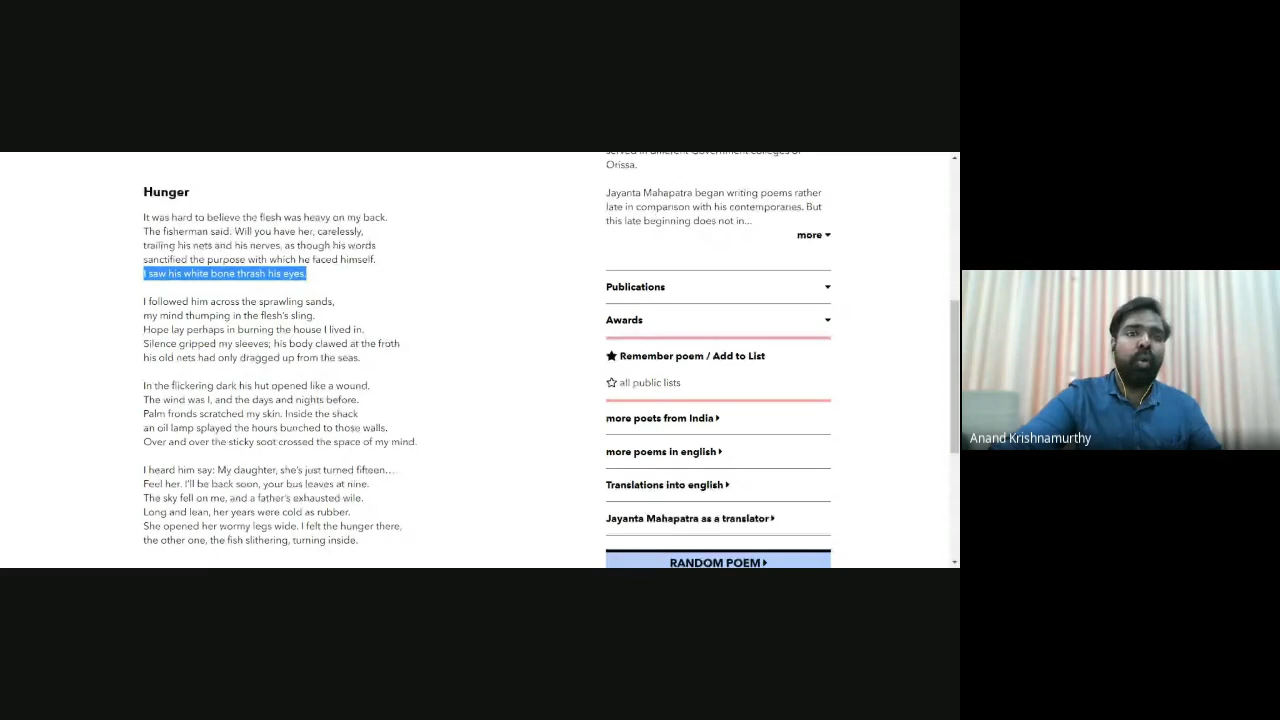 Hunger
It was hard to believe the flesh was heavy on my back.
The fisherman said: Will you have her, carelessly,
trailing his nets and his nerves, as though his words
sanctified the purpose with which he faced himself.
I saw his white bone thrash his eyes.
I followed him across the sprawling sands,
my mind thumping in the flesh's sling.
Hope lay perhaps in burning the house I lived in.
Silence gripped my sleeves; his body clawed at the froth
his old nets had only dragged up from the seas.
In the flickering dark his hut opened like a wound.
The wind was I, and the days and nights before.
Palm fronds scratched my skin. Inside the shack
an oil lamp splayed the hours bunched to those walls.
Over and over the sticky soot crossed the space of my mind.
I heard him say: My daughter, she's just turned fifteen…
Feel her. I'll be back soon, your bus leaves at nine.
The sky fell on me, and a father's exhausted wile.
Long and lean, her years were cold as rubber.
She opened her wormy legs wide. I felt the hunger there,
the other one, the fish slithering, turning inside.
served in different Government colleges of
Orissa.
Jayanta Mahapatra began writing poems rather
late in comparison with his contemporaries. But
this late beginning does not in...
more
Publications
Awards
Remember poem / Add to List
all public lists
more poets from India
more poems in english
Translations into english
Jayanta Mahapatra as a translator
RANDOM POEM
Anand Krishnamurthy